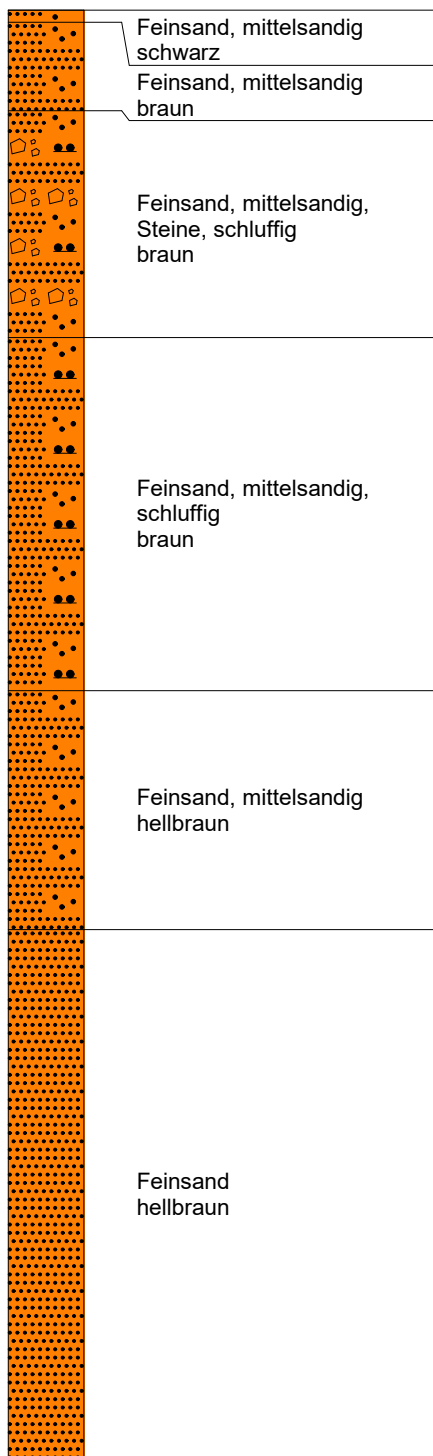 Feinsand, mittelsandig
schwarz
Feinsand, mittelsandig
braun
Feinsand, mittelsandig,
Steine, schluffig
braun
Feinsand, mittelsandig,
schluffig
braun
Feinsand, mittelsandig
hellbraun
Feinsand
hellbraun